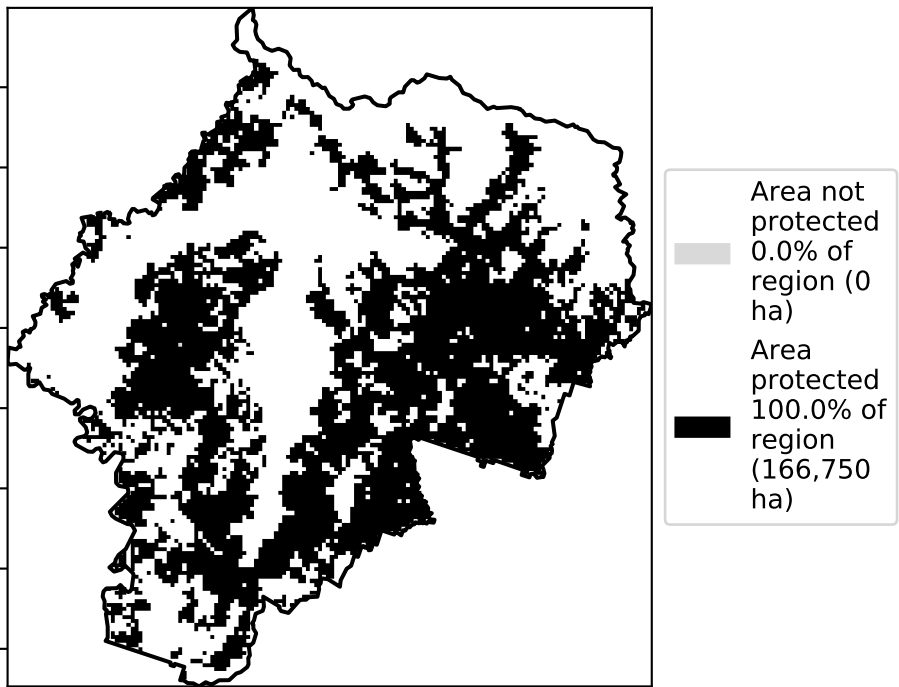 Area not
protected
0.0% of
region (0
ha)
Area
protected
100.0% of
region
(166,750
ha)